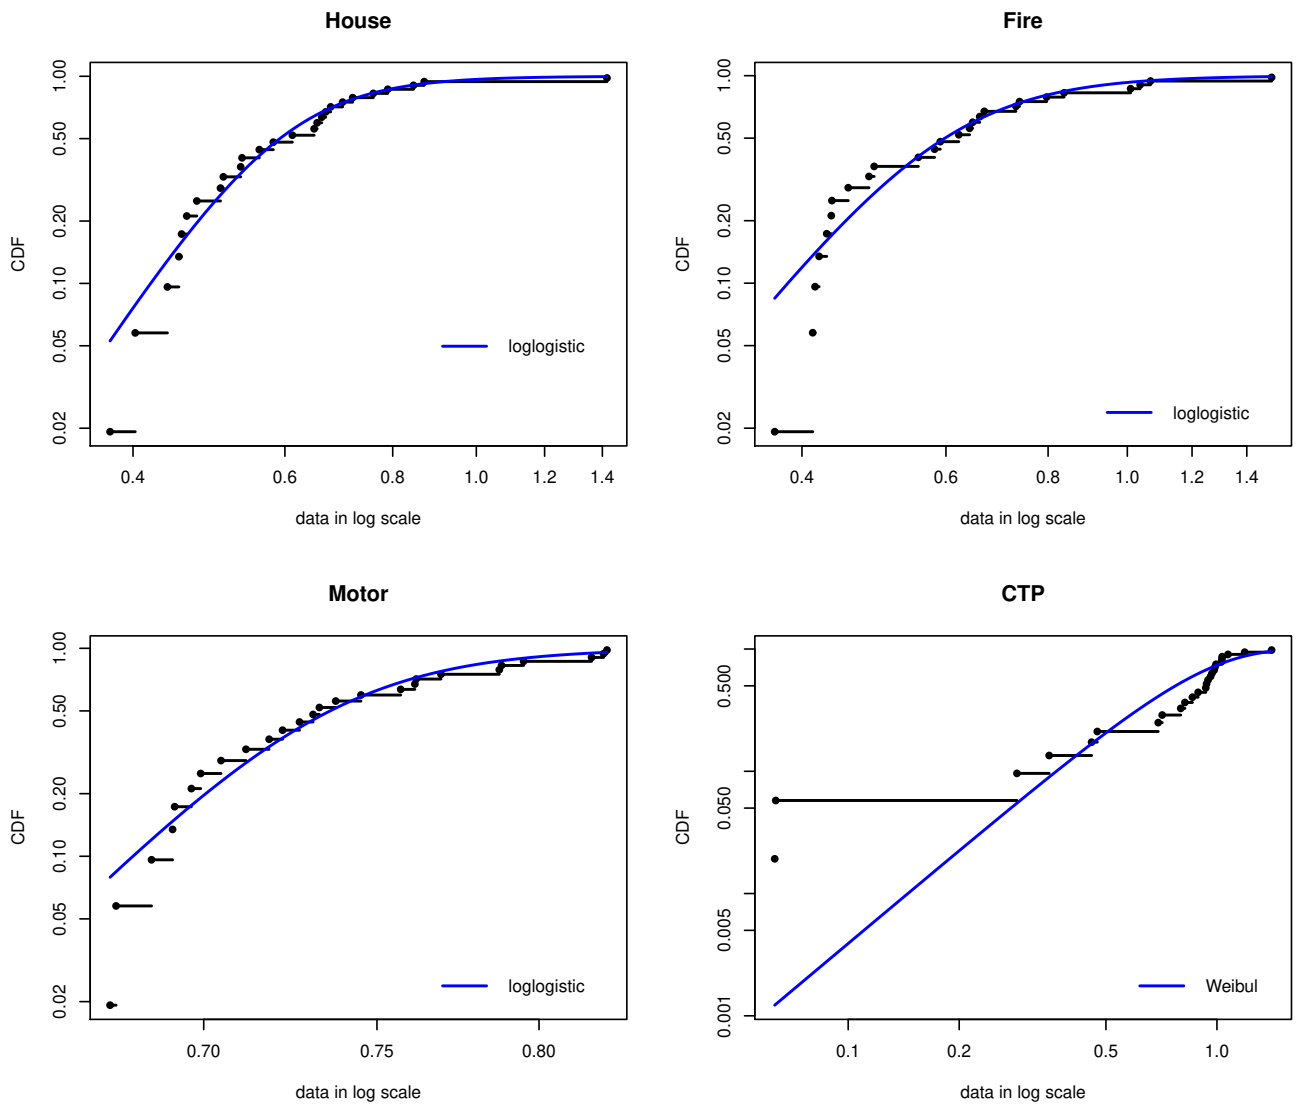 House
CDF
1.00
0.50
0.20
0.10
0.05
0.02
loglogistic
0.4 0.6 0.8 1.0 1.2 1.4
data in log scale
Fire
CDF
1.00
0.50
0.20
0.10
0.05
0.02
loglogistic
0.4 0.6 0.8 1.0 1.2 1.4
data in log scale
Motor
CDF
1.00
0.50
0.20
0.10
0.05
0.02
loglogistic
0.70 0.75 0.80
data in log scale
CTP
CDF
0.500
0.050
0.005
0.001
Weibul
0.1 0.2 0.5 1.0
data in log scale